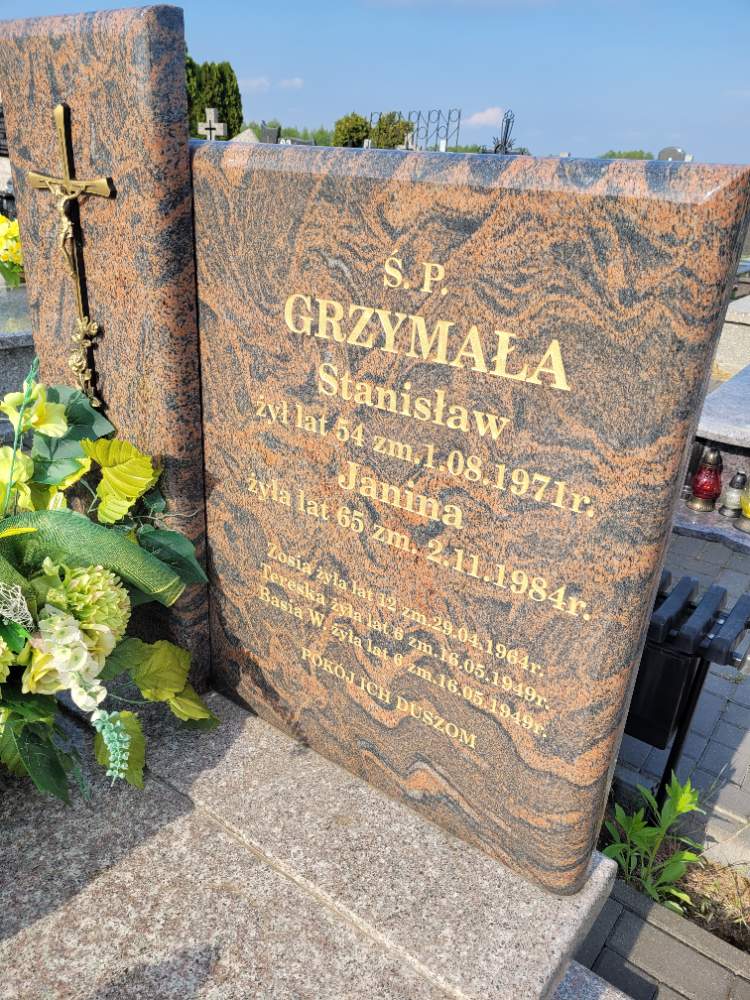 Ś. P.
GRZYMAŁA
Stanisław
żył lat 54 zm.1.08.1971r.
Janina
żyła lat 65 zm. 2.11.1984r.
Zosia żyła lat 12 zm.29.04.1964r.
Tereska żyła lat 6 zm.16.05.1949r.
Basia W żyła lat 6 zm.16.05.1949r.
POKÓJ ICH DUSZOM